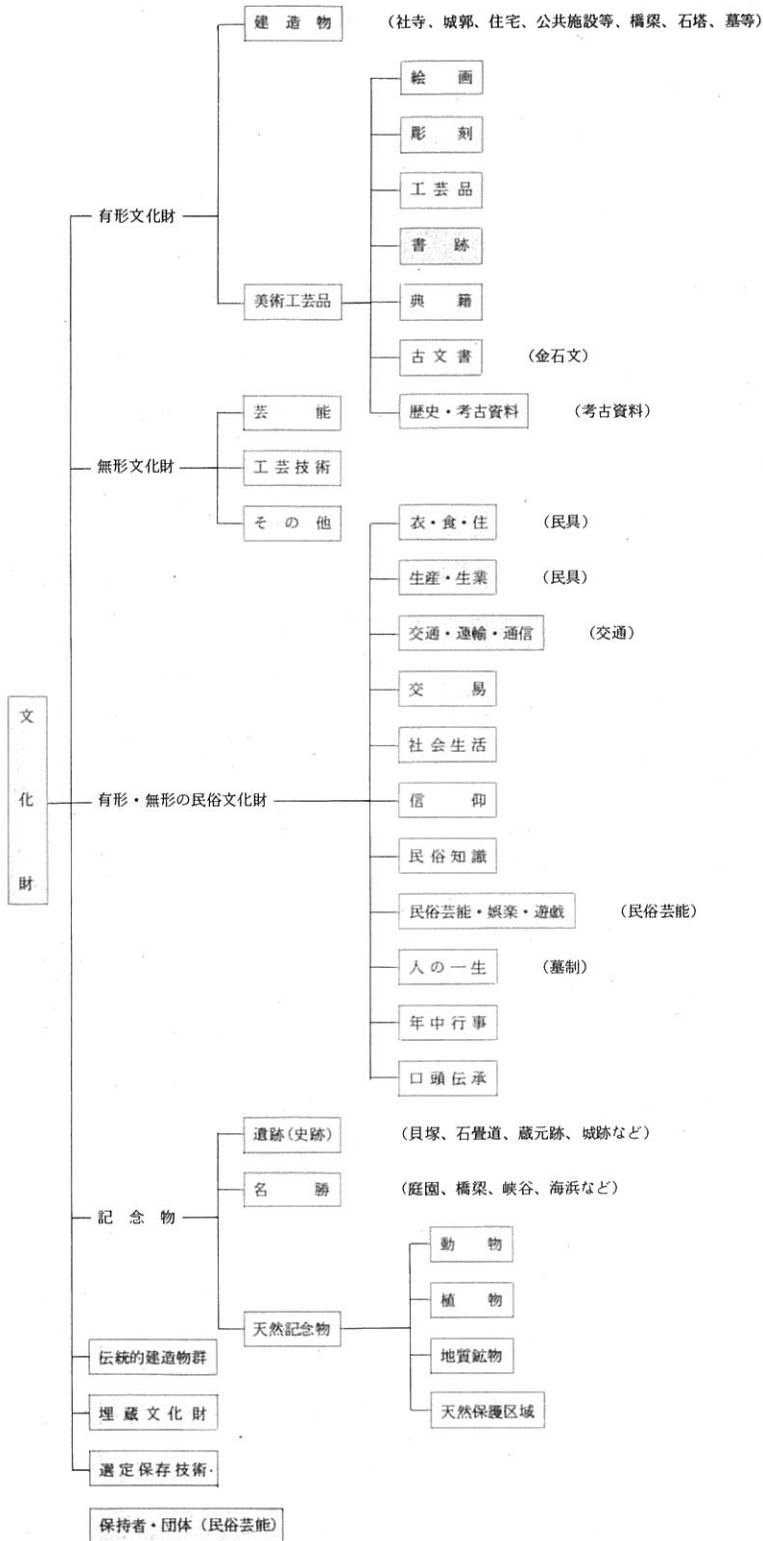 建造物 (社寺、城郭、住宅、公共施設等、橋梁、石塔、墓等)
絵画
彫刻
工芸品
有形文化財
書跡
美術工芸品
典籍
古文書 (金石文)
芸能
歴史・考古資料 (考古資料)
無形文化財
工芸技術
その他
衣・食・住 (民具)
生産・生業 (民具)
交通・運輸・通信 (交通)
交易
文化財
社会生活
有形・無形の民俗文化財
信仰
民俗知識
民俗芸能・娯楽・遊戯 (民俗芸能)
人の一生 (墓制)
年中行事
口頭伝承
遺跡(史跡) (貝塚、石畳道、蔵元跡、城跡など)
名勝 (庭園、橋梁、峡谷、海浜など)
記念物
動物
植物
天然記念物
伝統的建造物群
地質鉱物
埋蔵文化財
天然保護区域
選定保存技術
保持者・団体(民俗芸能)